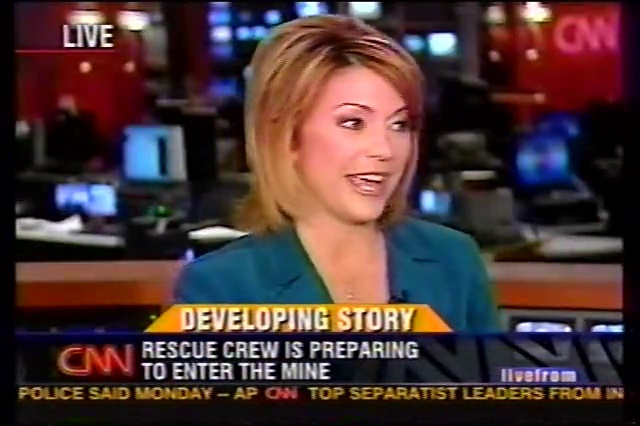 LIVE
CNN
DEVELOPING STORY
CNN
RESCUE CREW IS PREPARING
TO ENTER THE MINE
livefrom
POLICE SAID MONDAY – AP CNN TOP SEPARATIST LEADERS FROM IN